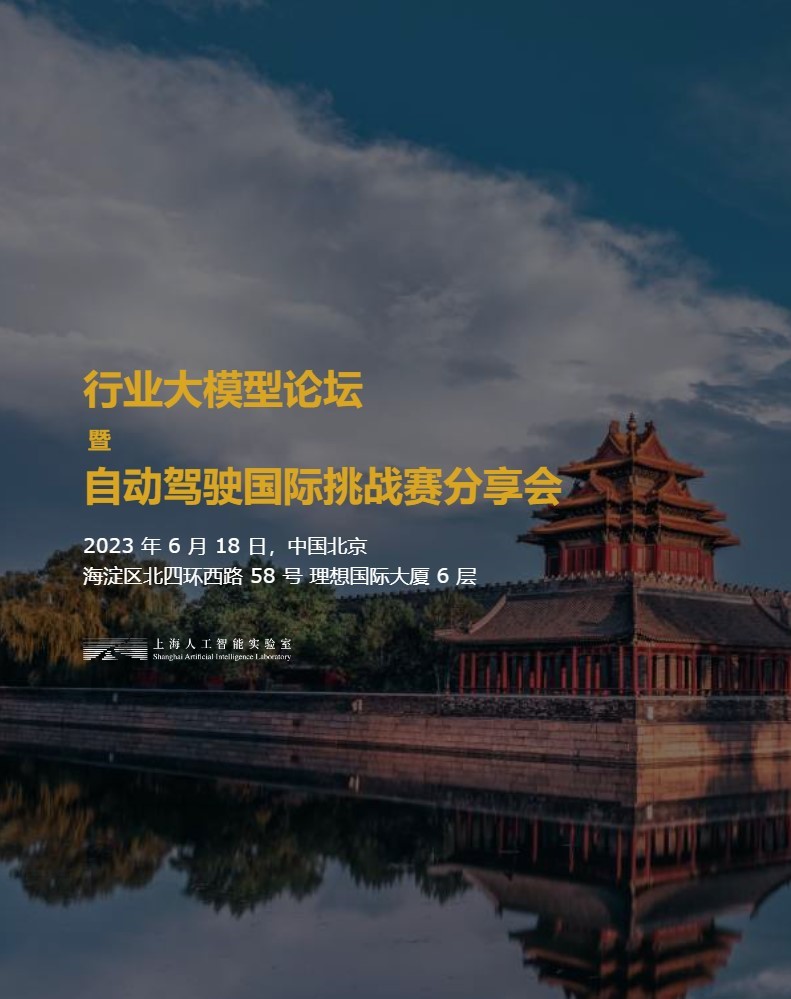 行业大模型论坛
暨
自动驾驶国际挑战赛分享会
2023 年 6 月 18 日，中国北京
海淀区北四环西路 58 号 理想国际大厦 6 层
上海人工智能实验室
Shanghai Artificial Intelligence Laboratory